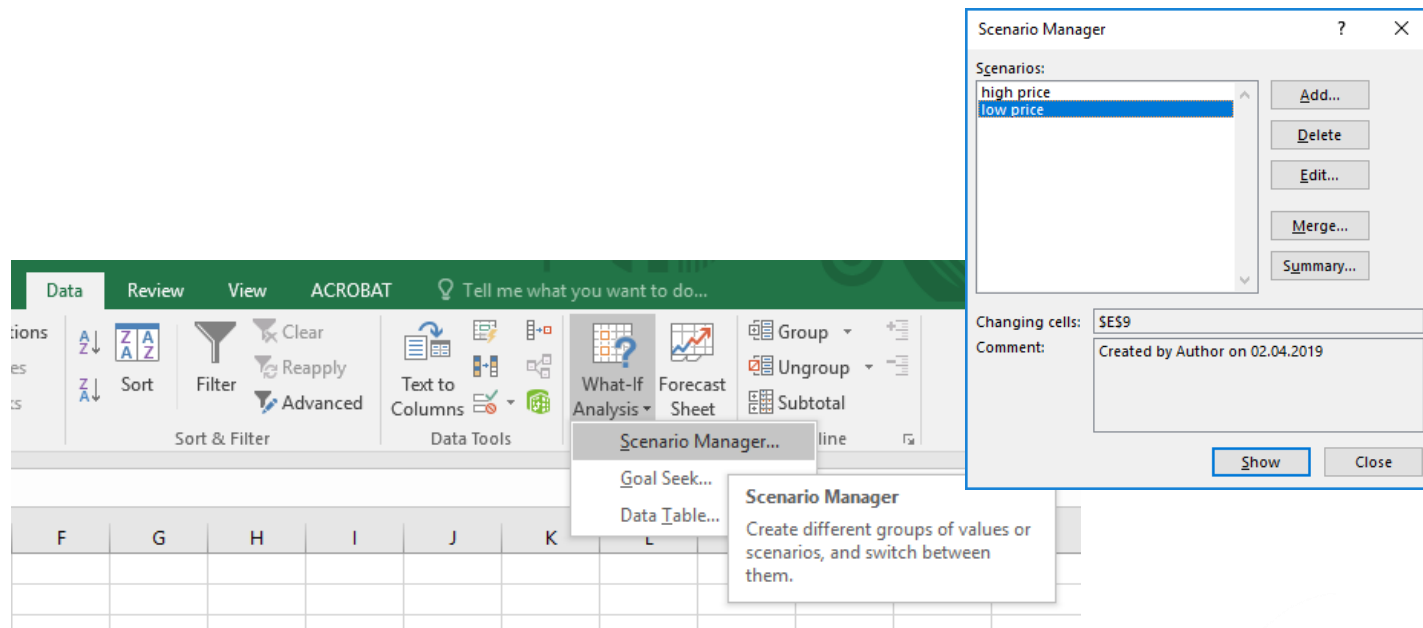 Scenario Manager ? X
Scenarios:
high price
low price
Add...
Delete
Edit...
Merge...
Summary...
Changing cells: $E$9
Comment: Created by Author on 02.04.2019
Show Close
Data Review View ACROBAT Tell me what you want to do...
tions
es
ts
A Z
Z A
Z A
A Z
Sort
Filter
Clear
Reapply
Advanced
Text to
Columns
What-If
Analysis
Forecast
Sheet
Group
Ungroup
Subtotal
Sort & Filter Data Tools line
Scenario Manager...
Goal Seek...
Data Table...
Scenario Manager
Create different groups of values or
scenarios, and switch between
them.
F G H I J K L